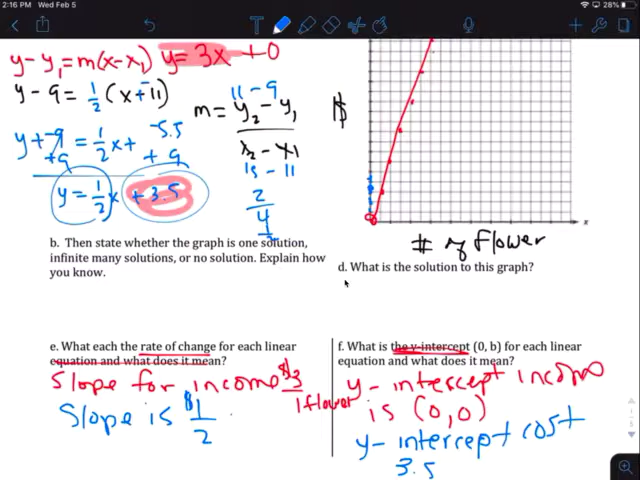 2:16 PM Wed Feb 5
28%
T
y - y₁ = m(x - x₁) y = 3x + 0
y - 9 = 1/2 (x - 11)
y + -9 = 1/2 x + -5.5
+9 + 9
y = 1/2 x + 3.5
11 - 9
m = y₂ - y₁
x₂ - x₁
15 - 11
2
4
$
x
# of Flower
b. Then state whether the graph is one solution,
infinite many solutions, or no solution. Explain how
you know.
d. What is the solution to this graph?
e. What each the rate of change for each linear
equation and what does it mean?
Slope for income $3
1 flower
Slope is $1
2
f. What is the y-intercept (0, b) for each linear
equation and what does it mean?
y - intercept income
is (0,0)
y - intercept cost
3.5